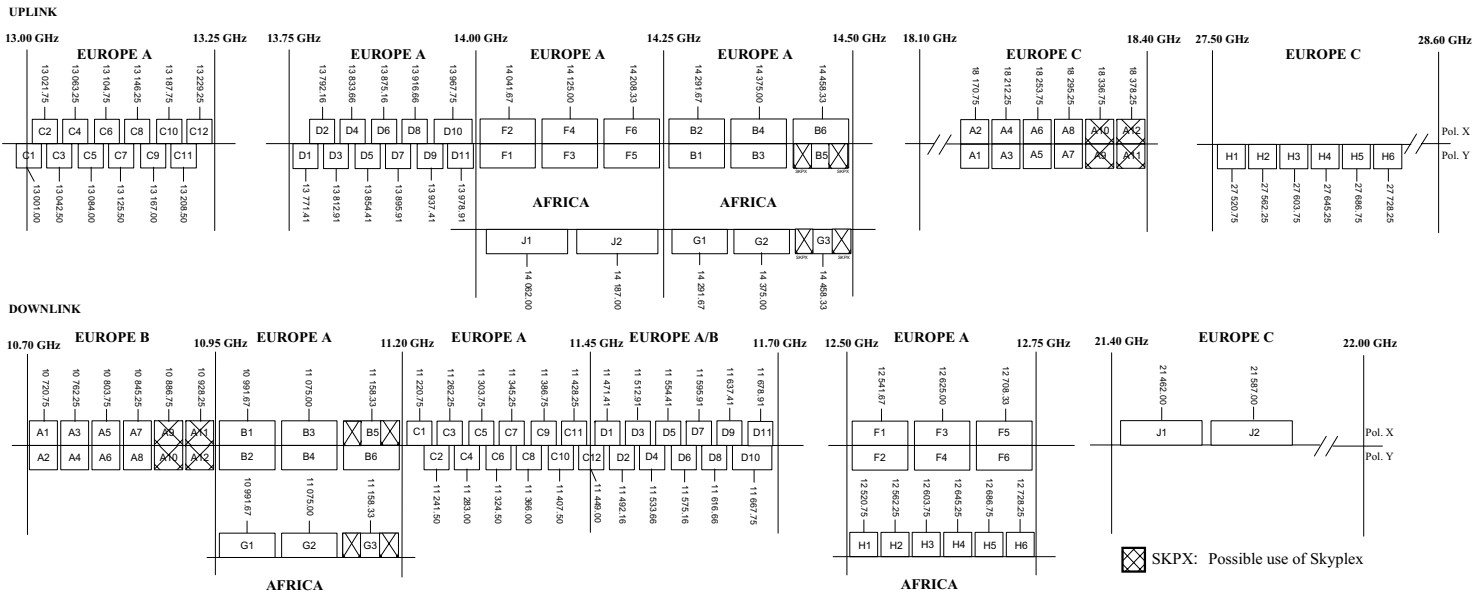 UPLINK
13.00 GHz 13.25 GHz 13.75 GHz 14.00 GHz 14.25 GHz 14.50 GHz 18.10 GHz 18.40 GHz 27.50 GHz 28.60 GHz
EUROPE A EUROPE A EUROPE A EUROPE A EUROPE C EUROPE C
13 021.75 13 063.25 13 104.75 13 146.25 13 187.75 13 229.25 13 792.16 13 833.66 13 875.16 13 916.66 13 967.75 14 041.67 14 125.00 14 208.33 14 291.67 14 375.00 14 458.33 18 170.75 18 212.25 18 253.75 18 295.25 18 336.75 18 378.25
C2 C4 C6 C8 C10 C12 D2 D4 D6 D8 D10 F2 F4 F6 B2 B4 B6 A2 A4 A6 A8 A10 A12 Pol. X
C1 C3 C5 C7 C9 C11 D1 D3 D5 D7 D9 D11 F1 F3 F5 B1 B3 B5 A1 A3 A5 A7 A9 A11 H1 H2 H3 H4 H5 H6 Pol. Y
SKPX SKPX
13 001.00 13 042.50 13 084.00 13 125.50 13 167.00 13 208.50 13 771.41 13 812.91 13 854.41 13 895.91 13 937.41 13 978.91 27 520.75 27 562.25 27 603.75 27 645.25 27 686.75 27 728.25
AFRICA AFRICA
J1 J2 G1 G2 G3
SKPX SKPX
14 062.00 14 187.00 14 291.67 14 375.00 14 458.33
DOWNLINK
10.70 GHz 10.95 GHz 11.20 GHz 11.45 GHz 11.70 GHz 12.50 GHz 12.75 GHz 21.40 GHz 22.00 GHz
EUROPE B EUROPE A EUROPE A EUROPE A/B EUROPE A EUROPE C
10 720.75 10 762.25 10 803.75 10 845.25 10 886.75 10 928.25 10 991.67 11 075.00 11 158.33 11 220.75 11 262.25 11 303.75 11 345.25 11 386.75 11 428.25 11 471.41 11 512.91 11 554.41 11 595.91 11 637.41 11 678.91 12 541.67 12 625.00 12 708.33 21 462.00 21 587.00
A1 A3 A5 A7 A9 A11 B1 B3 B5 C1 C3 C5 C7 C9 C11 D1 D3 D5 D7 D9 D11 F1 F3 F5 J1 J2 Pol. X
A2 A4 A6 A8 A10 A12 B2 B4 B6 C2 C4 C6 C8 C10 C12 D2 D4 D6 D8 D10 F2 F4 F6 Pol. Y
10 991.67 11 075.00 11 158.33 11 241.50 11 283.00 11 324.50 11 366.00 11 407.50 11 449.00 11 492.16 11 533.66 11 575.16 11 616.66 11 667.75 12 520.75 12 562.25 12 603.75 12 645.25 12 686.75 12 728.25
G1 G2 G3 H1 H2 H3 H4 H5 H6
SKPX: Possible use of Skyplex
AFRICA AFRICA